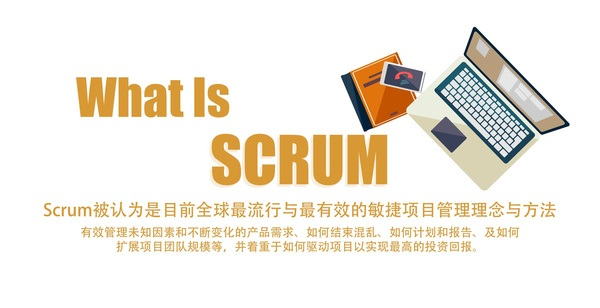 What Is
SCRUM
Scrum被认为是目前全球最流行与最有效的敏捷项目管理理念与方法
有效管理未知因素和不断变化的产品需求、如何结束混乱、如何计划和报告、及如何
扩展项目团队规模等，并着重于如何驱动项目以实现最高的投资回报。